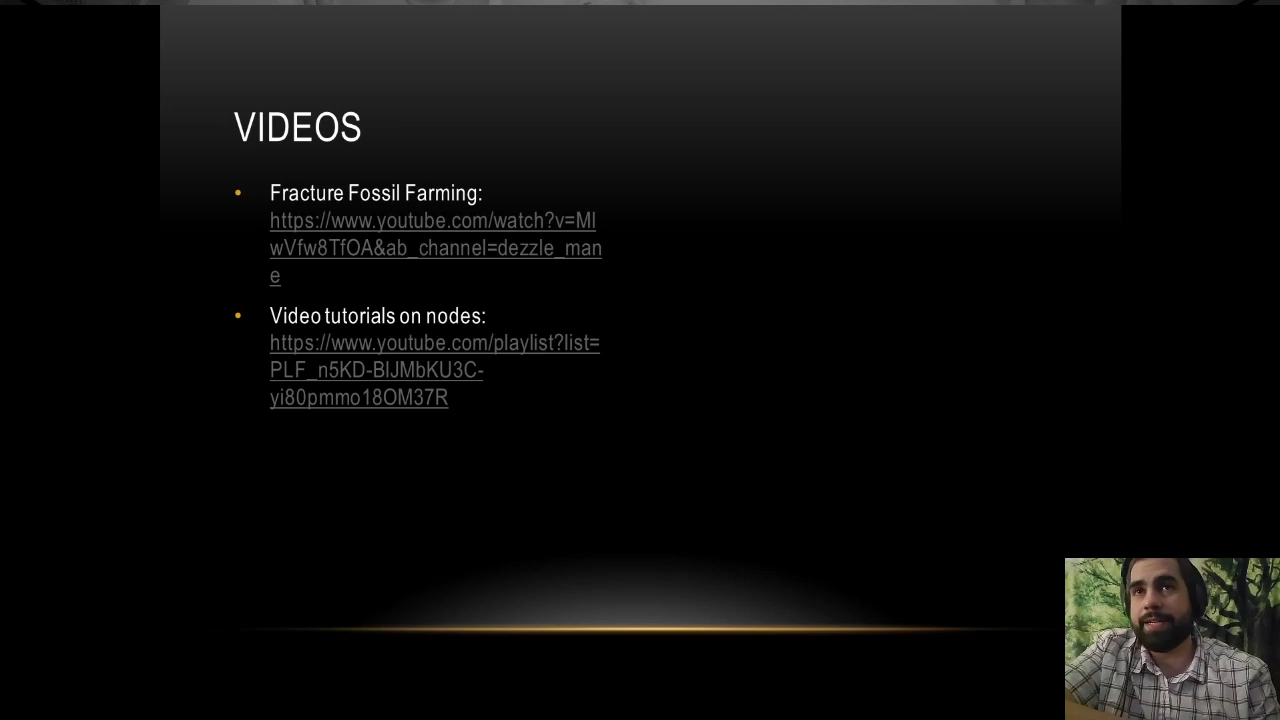 VIDEOS
Fracture Fossil Farming:
https://www.youtube.com/watch?v=MI
wVfw8TfOA&ab_channel=dezzle_man
e
Video tutorials on nodes:
https://www.youtube.com/playlist?list=
PLF_n5KD-BIJMbKU3C-
yi80pmmo18OM37R